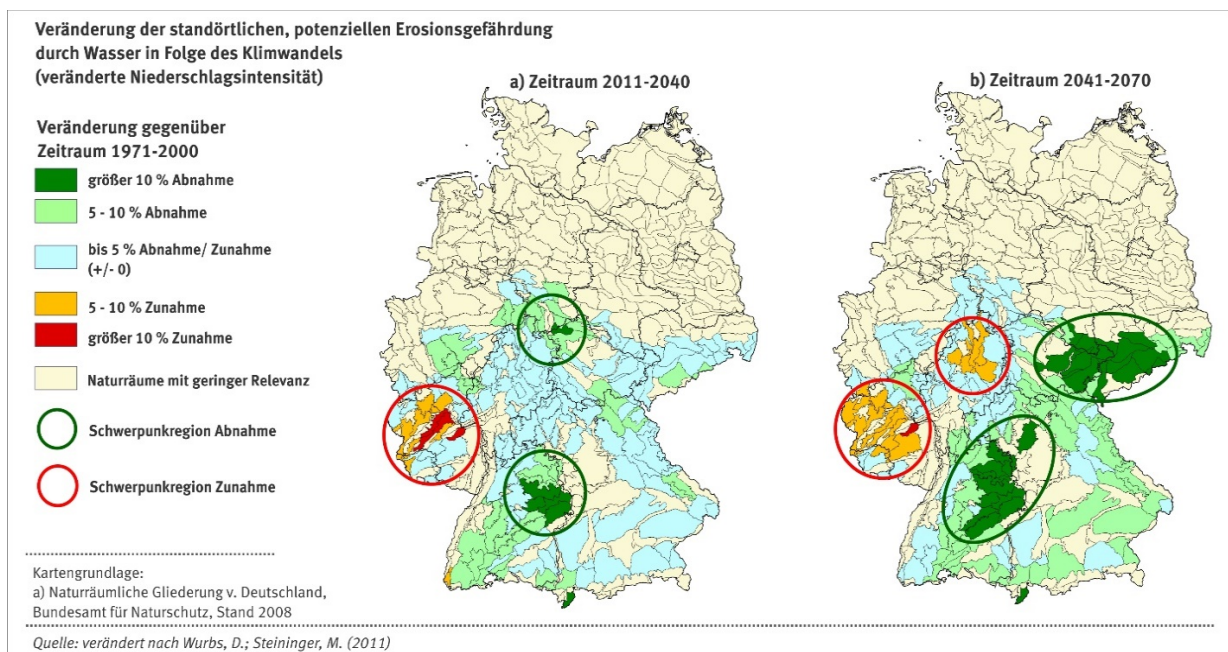 Veränderung der standörtlichen, potenziellen Erosionsgefährdung
durch Wasser in Folge des Klimwandels
(veränderte Niederschlagsintensität)
a) Zeitraum 2011-2040
b) Zeitraum 2041-2070
Veränderung gegenüber
Zeitraum 1971-2000
größer 10 % Abnahme
5 - 10 % Abnahme
bis 5 % Abnahme/ Zunahme
(+/- 0)
5 - 10 % Zunahme
größer 10 % Zunahme
Naturräume mit geringer Relevanz
Schwerpunkregion Abnahme
Schwerpunkregion Zunahme
Kartengrundlage:
a) Naturräumliche Gliederung v. Deutschland,
Bundesamt für Naturschutz, Stand 2008
Quelle: verändert nach Wurbs, D.; Steininger, M. (2011)